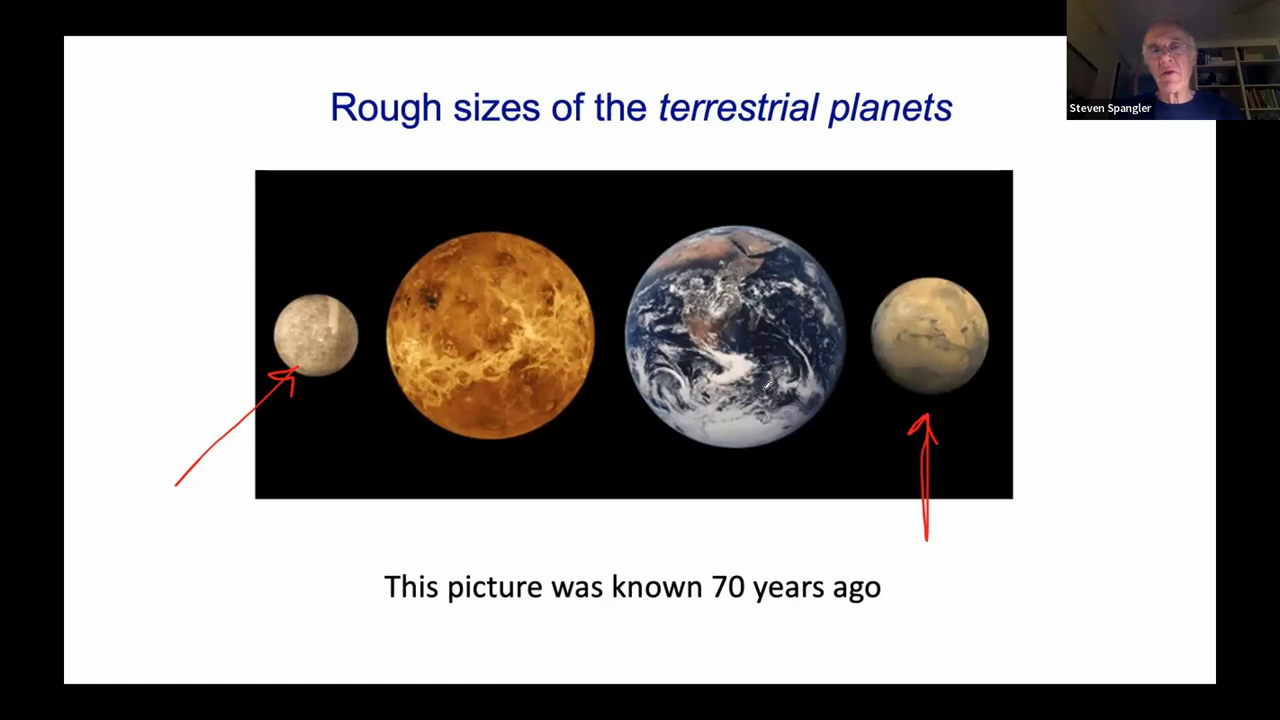 Rough sizes of the terrestrial planets
Steven Spangler
This picture was known 70 years ago